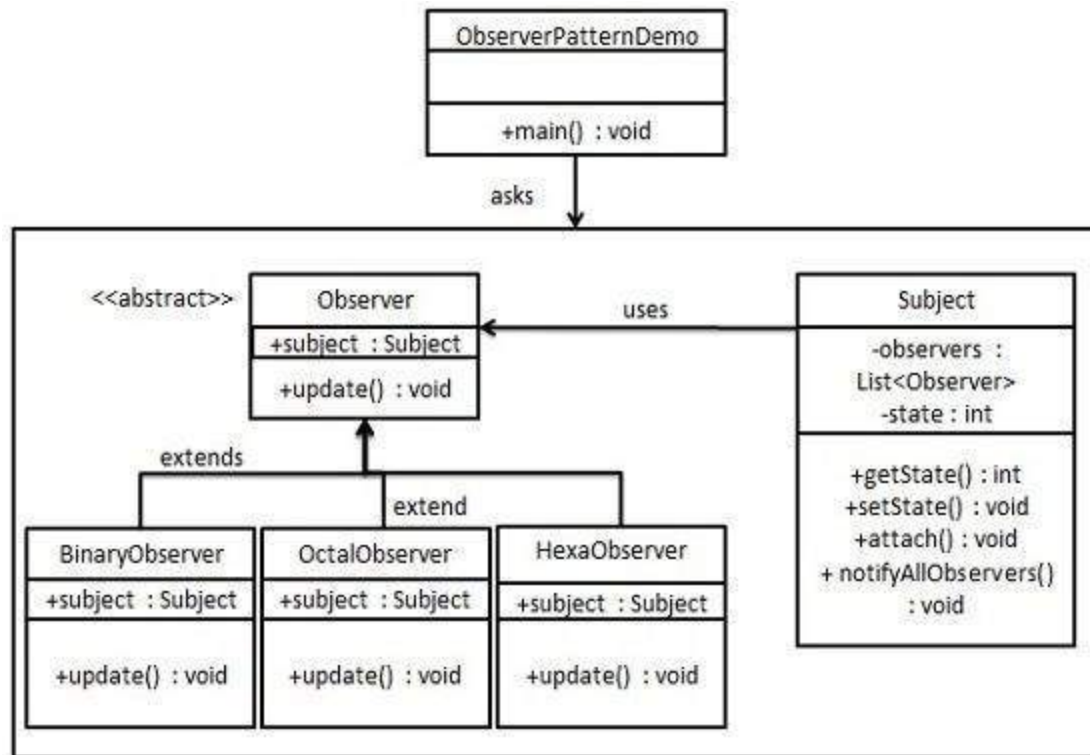 ObserverPatternDemo
+main() : void
asks
<<abstract>>
Observer
+subject : Subject
+update() : void
uses
Subject
-observers :
List<Observer>
-state : int
+getState() : int
+setState() : void
+attach() : void
+ notifyAllObservers()
: void
extends
extend
BinaryObserver
+subject : Subject
+update() : void
OctalObserver
+subject : Subject
+update() : void
HexaObserver
+subject : Subject
+update() : void